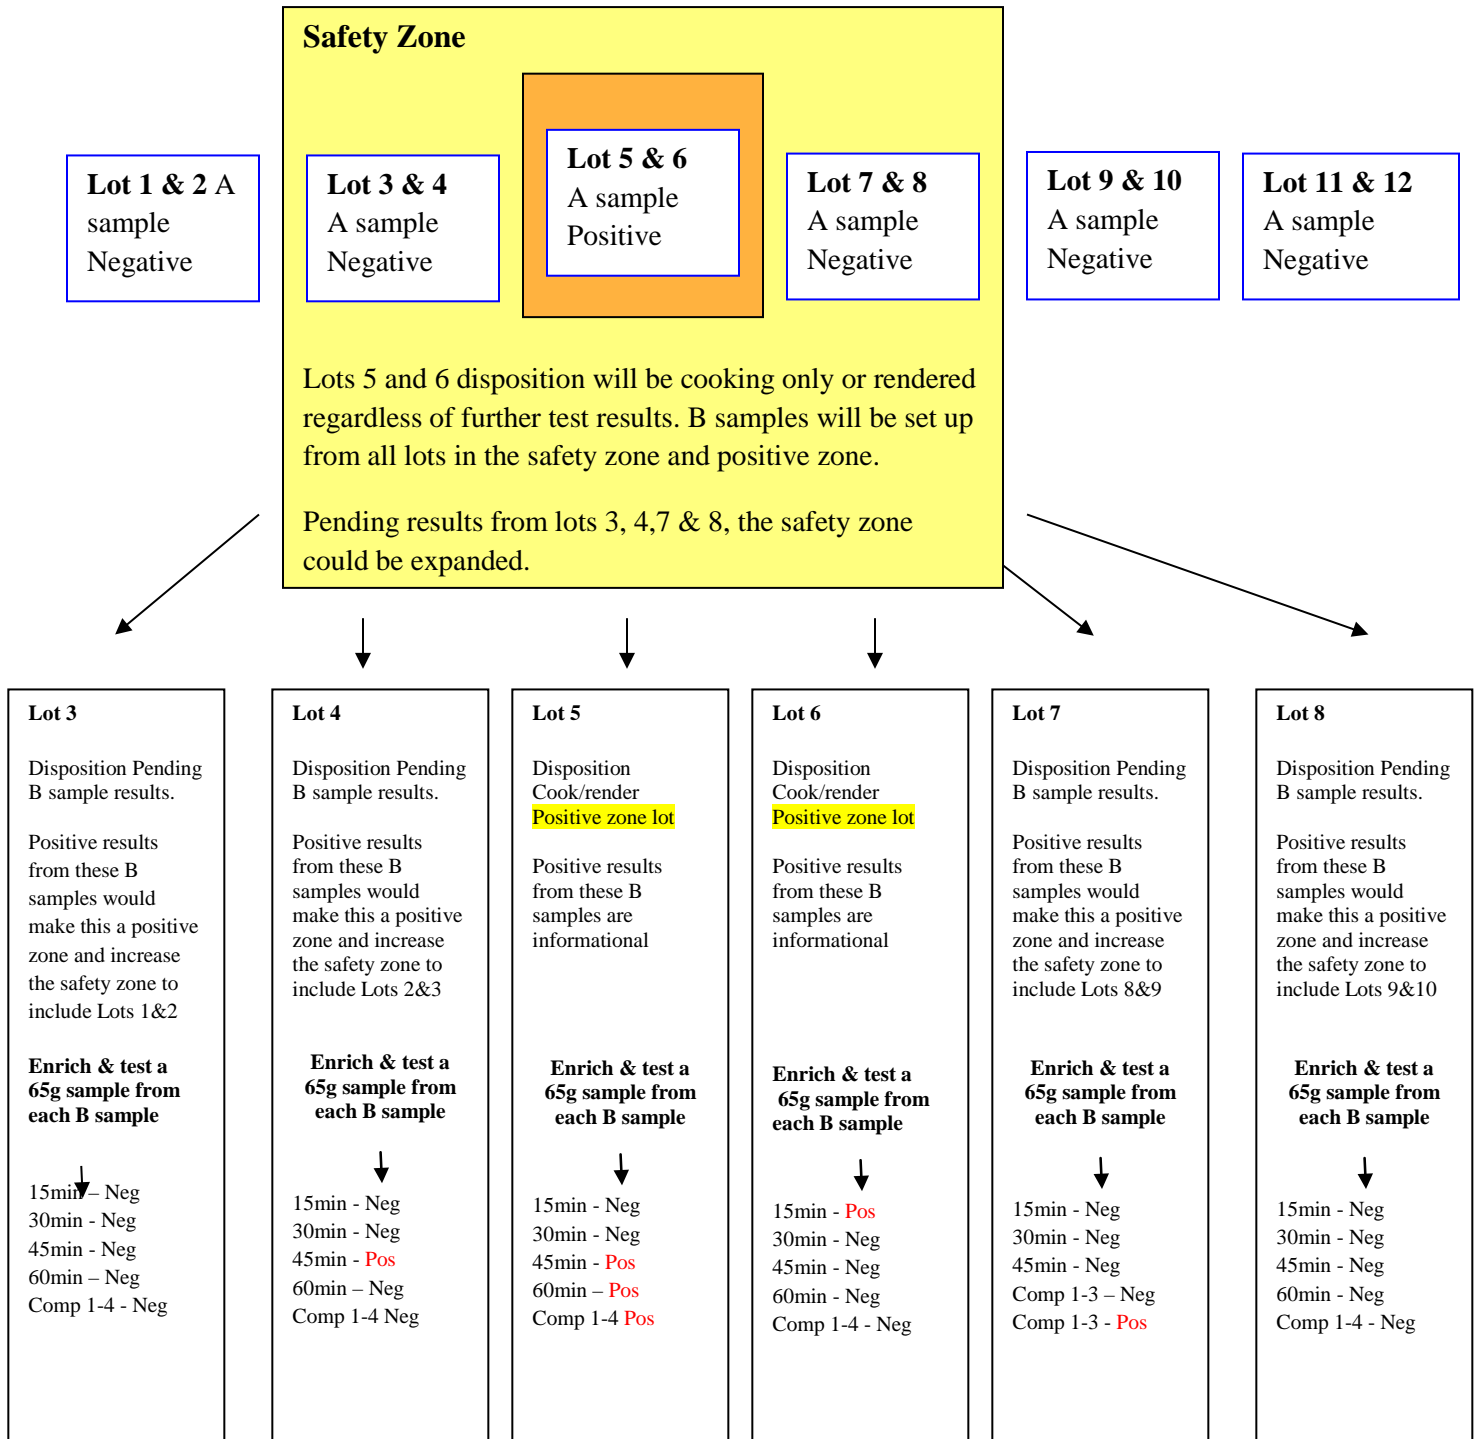 Safety Zone
Lot 1 & 2 A
sample
Negative
Lot 3 & 4
A sample
Negative
Lot 5 & 6
A sample
Positive
Lot 7 & 8
A sample
Negative
Lot 9 & 10
A sample
Negative
Lot 11 & 12
A sample
Negative
Lots 5 and 6 disposition will be cooking only or rendered
regardless of further test results. B samples will be set up
from all lots in the safety zone and positive zone.
Pending results from lots 3, 4,7 & 8, the safety zone
could be expanded.
Lot 3
Disposition Pending
B sample results.
Positive results
from these B
samples would
make this a positive
zone and increase
the safety zone to
include Lots 1&2
Enrich & test a
65g sample from
each B sample
15min – Neg
30min - Neg
45min - Neg
60min – Neg
Comp 1-4 - Neg
Lot 4
Disposition Pending
B sample results.
Positive results
from these B
samples would
make this a positive
zone and increase
the safety zone to
include Lots 2&3
Enrich & test a
65g sample from
each B sample
15min - Neg
30min - Neg
45min - Pos
60min – Neg
Comp 1-4 Neg
Lot 5
Disposition
Cook/render
Positive zone lot
Positive results
from these B
samples are
informational
Enrich & test a
65g sample from
each B sample
15min - Neg
30min - Neg
45min - Pos
60min – Pos
Comp 1-4 Pos
Lot 6
Disposition
Cook/render
Positive zone lot
Positive results
from these B
samples are
informational
Enrich & test a
65g sample from
each B sample
15min - Pos
30min - Neg
45min - Neg
60min - Neg
Comp 1-4 - Neg
Lot 7
Disposition Pending
B sample results.
Positive results
from these B
samples would
make this a positive
zone and increase
the safety zone to
include Lots 8&9
Enrich & test a
65g sample from
each B sample
15min - Neg
30min - Neg
45min - Neg
Comp 1-3 – Neg
Comp 1-3 - Pos
Lot 8
Disposition Pending
B sample results.
Positive results
from these B
samples would
make this a positive
zone and increase
the safety zone to
include Lots 9&10
Enrich & test a
65g sample from
each B sample
15min - Neg
30min - Neg
45min - Neg
60min - Neg
Comp 1-4 - Neg